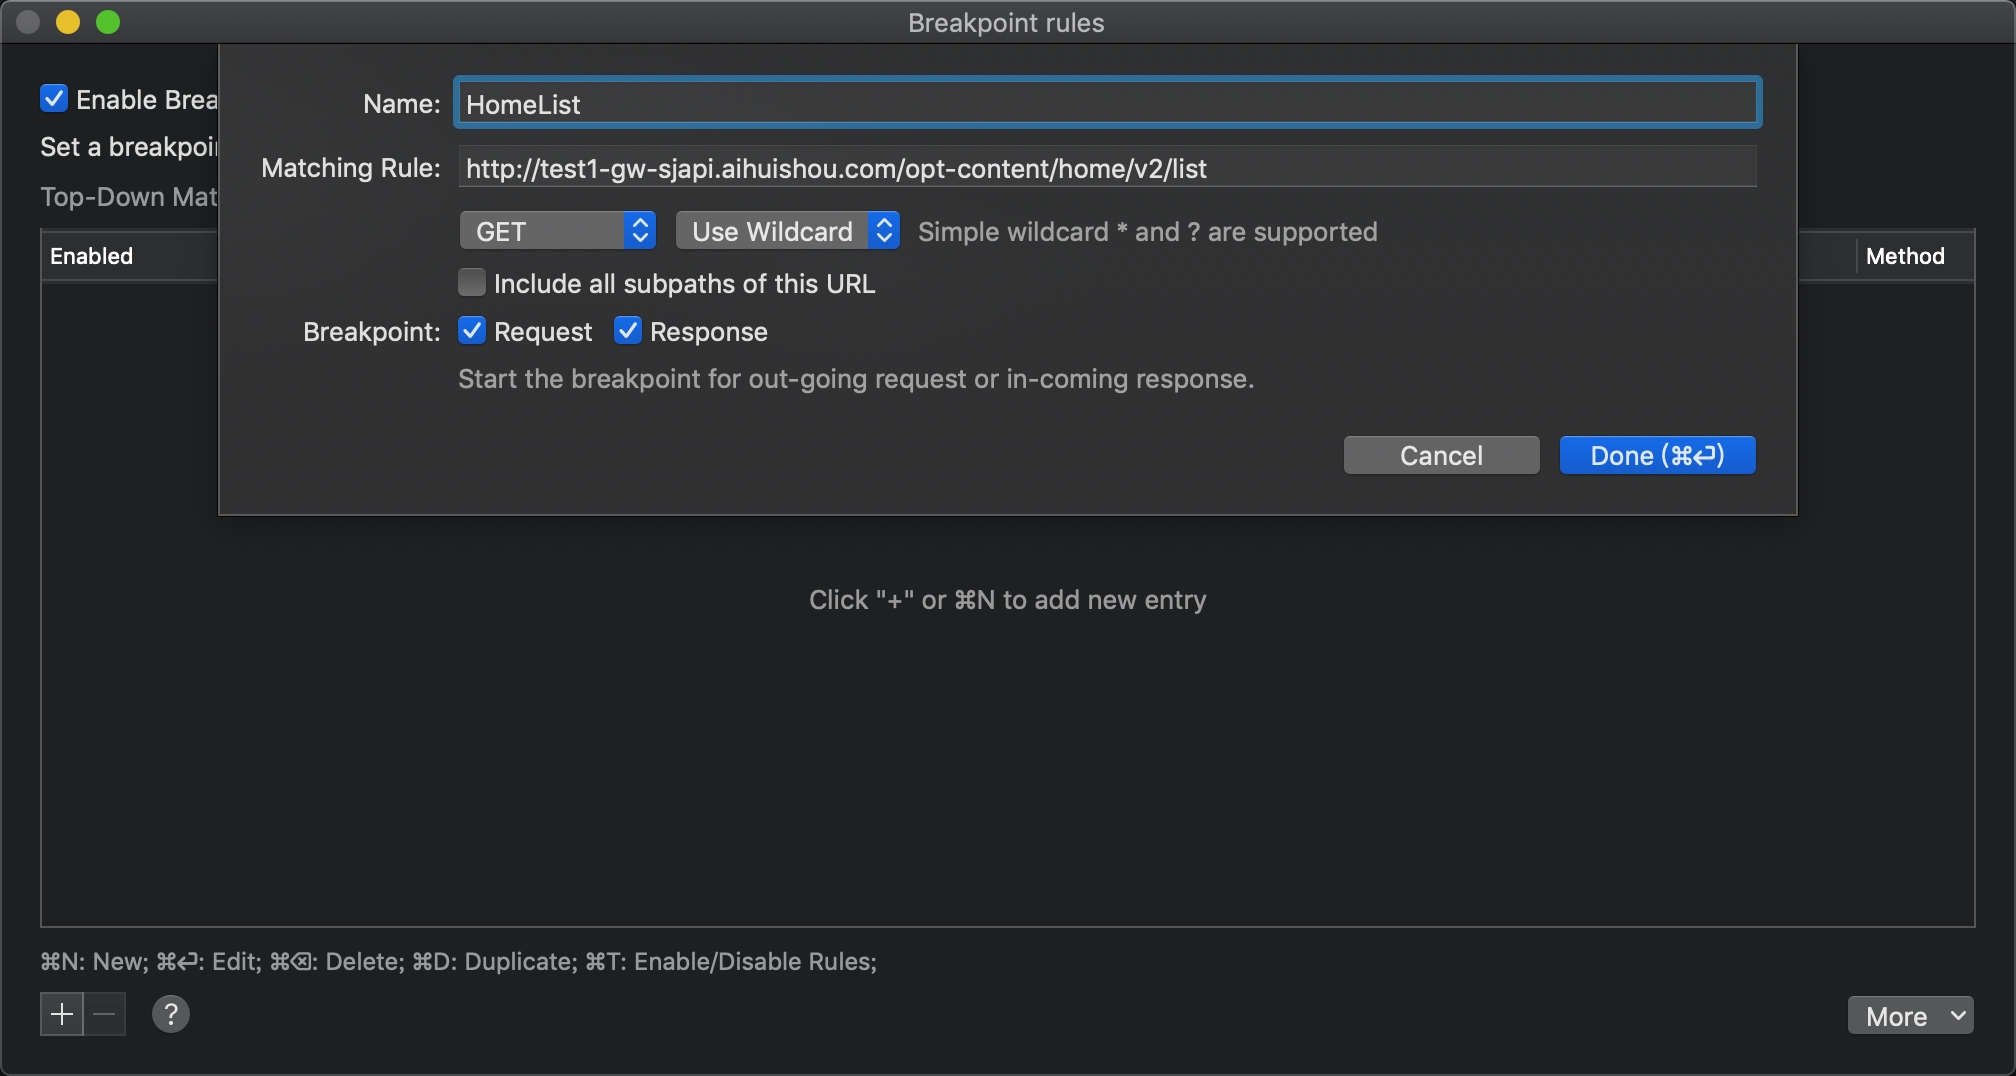 Breakpoint rules
Enable Brea
Set a breakpoin
Top-Down Mat
Enabled
Method
Name: HomeList
Matching Rule: http://test1-gw-sjapi.aihuishou.com/opt-content/home/v2/list
GET Use Wildcard Simple wildcard * and ? are supported
Include all subpaths of this URL
Breakpoint: Request Response
Start the breakpoint for out-going request or in-coming response.
Cancel Done (⌘↩)
Click "+" or ⌘N to add new entry
⌘N: New; ⌘↩: Edit; ⌘⌫: Delete; ⌘D: Duplicate; ⌘T: Enable/Disable Rules;
+ − ? More